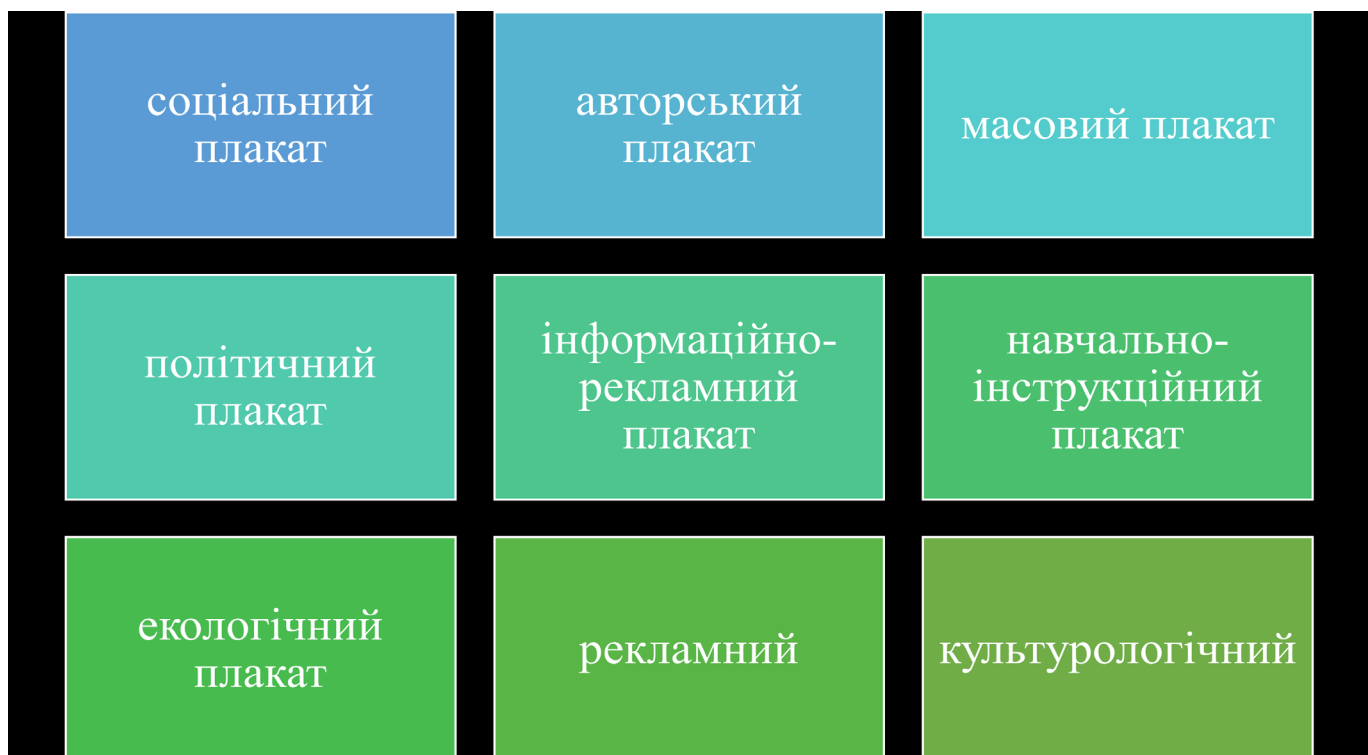 соціальний
плакат
авторський
плакат
масовий плакат
політичний
плакат
інформаційно-
рекламний
плакат
навчально-
інструкційний
плакат
екологічний
плакат
рекламний
культурологічний